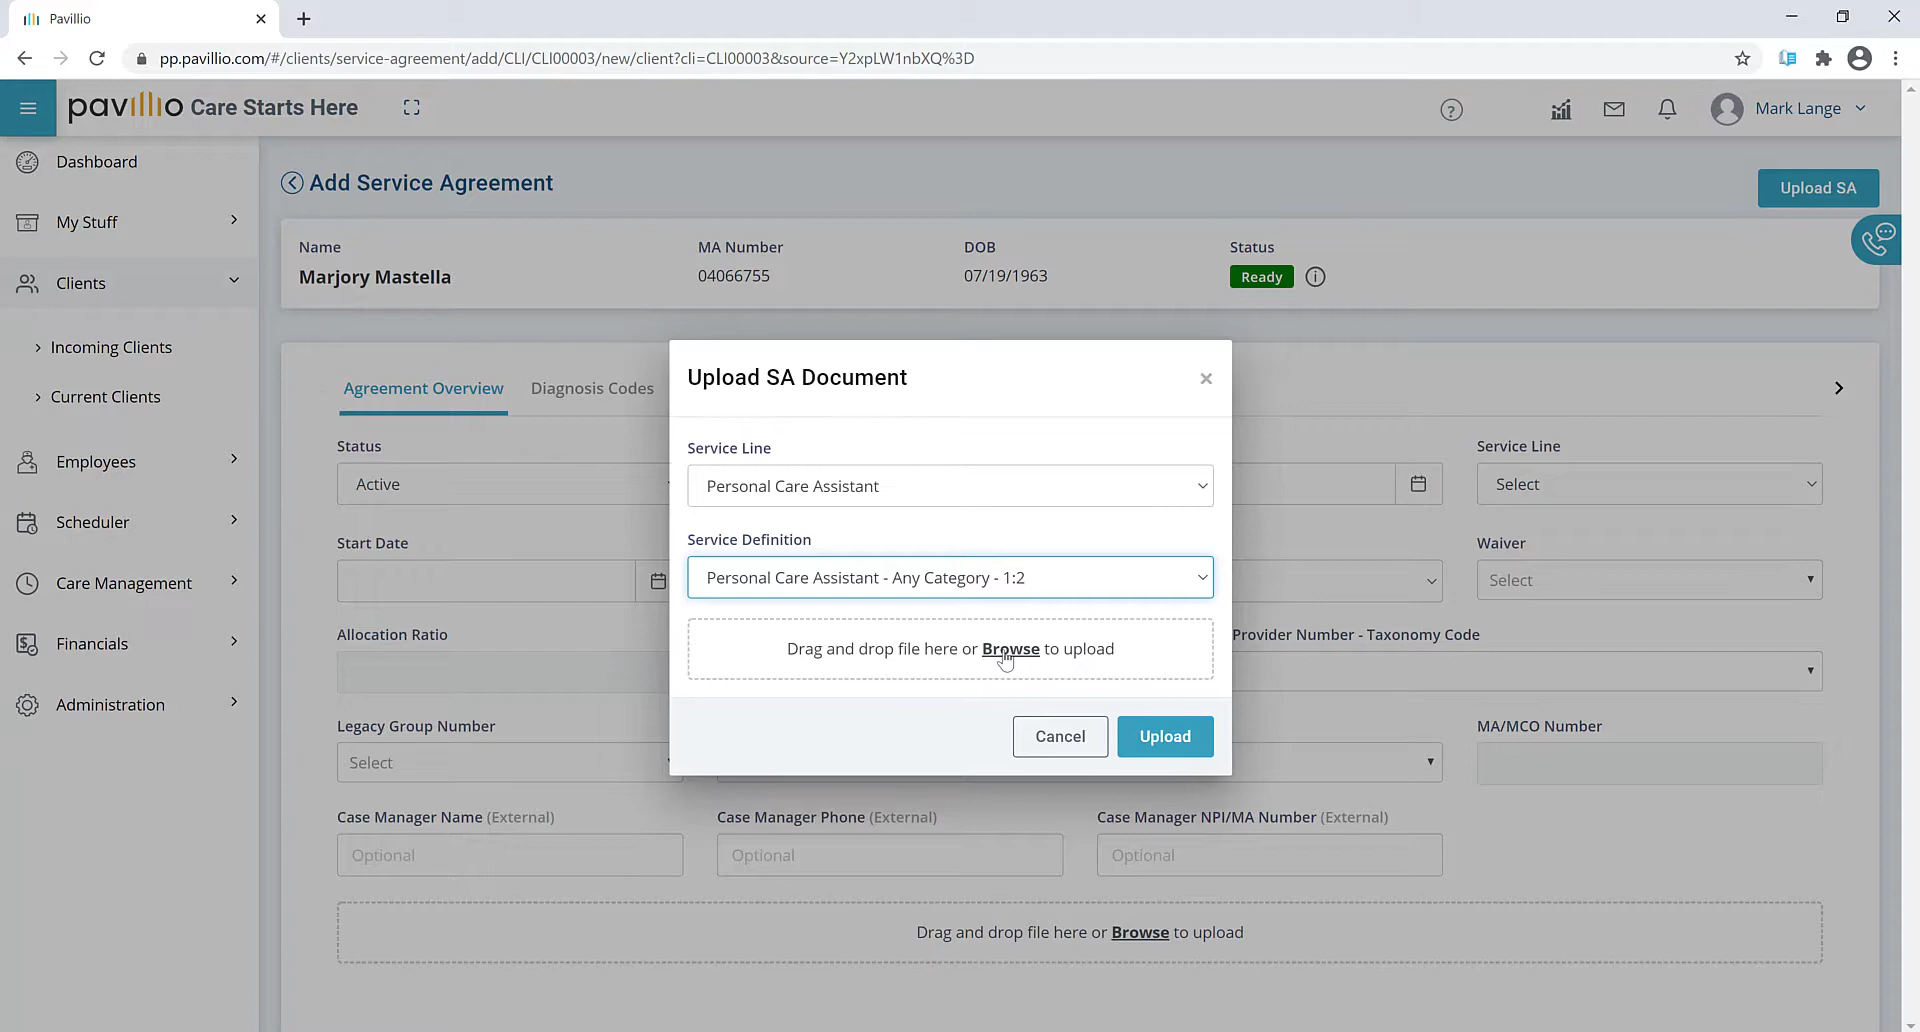 Pavillio
pp.pavillio.com/#/clients/service-agreement/add/CLI/CLI00003/new/client?cli=CLI00003&source=Y2xpLW1nbXQ%3D
pavillio Care Starts Here
Mark Lange
Dashboard
My Stuff
Clients
Incoming Clients
Current Clients
Employees
Scheduler
Care Management
Financials
Administration
Add Service Agreement
Upload SA
Name MA Number DOB Status
Marjory Mastella 04066755 07/19/1963 Ready
Agreement Overview Diagnosis Codes
Upload SA Document
Service Line
Personal Care Assistant
Service Definition
Personal Care Assistant - Any Category - 1:2
Drag and drop file here or Browse to upload
Cancel Upload
Status Service Line
Active Select
Start Date Waiver
Select
Allocation Ratio Provider Number - Taxonomy Code
Legacy Group Number MA/MCO Number
Select
Case Manager Name (External) Case Manager Phone (External) Case Manager NPI/MA Number (External)
Optional Optional Optional
Drag and drop file here or Browse to upload